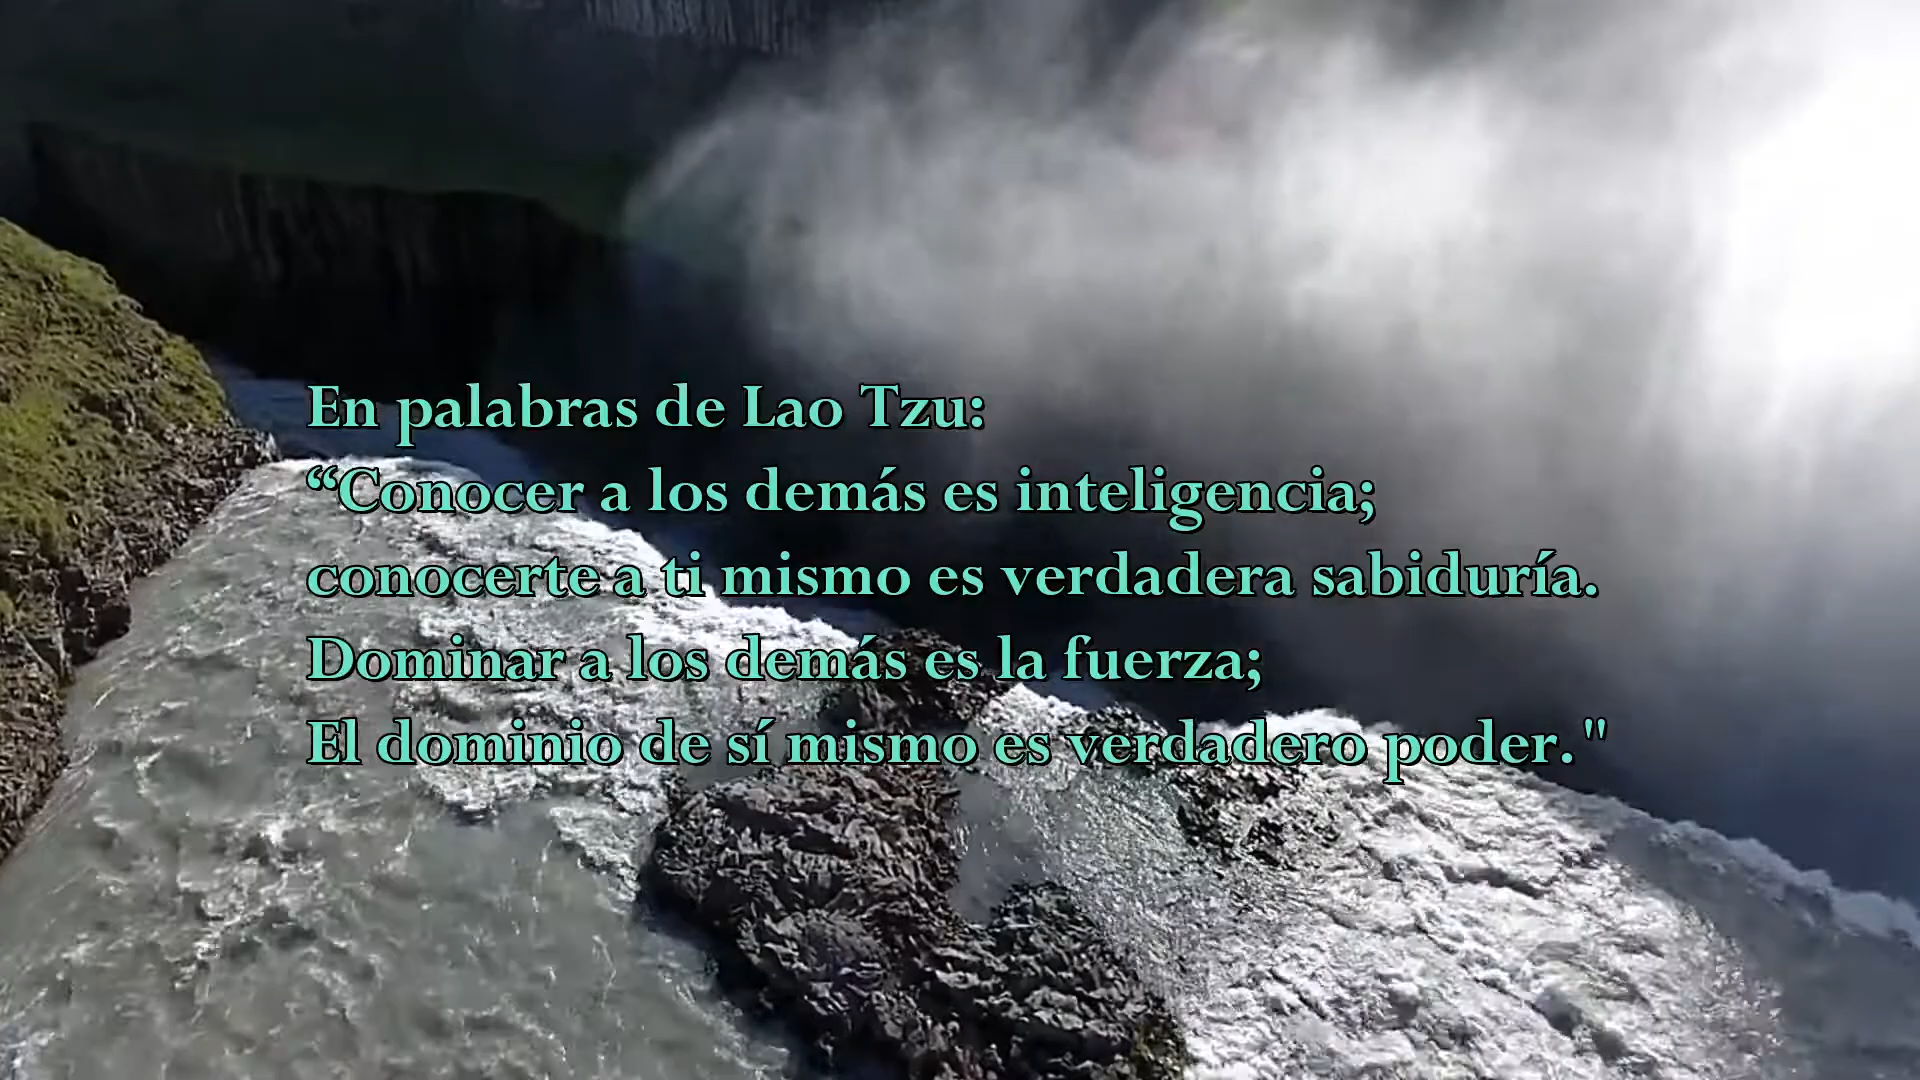 En palabras de Lao Tzu:
“Conocer a los demás es inteligencia;
conocerte a ti mismo es verdadera sabiduría.
Dominar a los demás es la fuerza;
El dominio de sí mismo es verdadero poder."